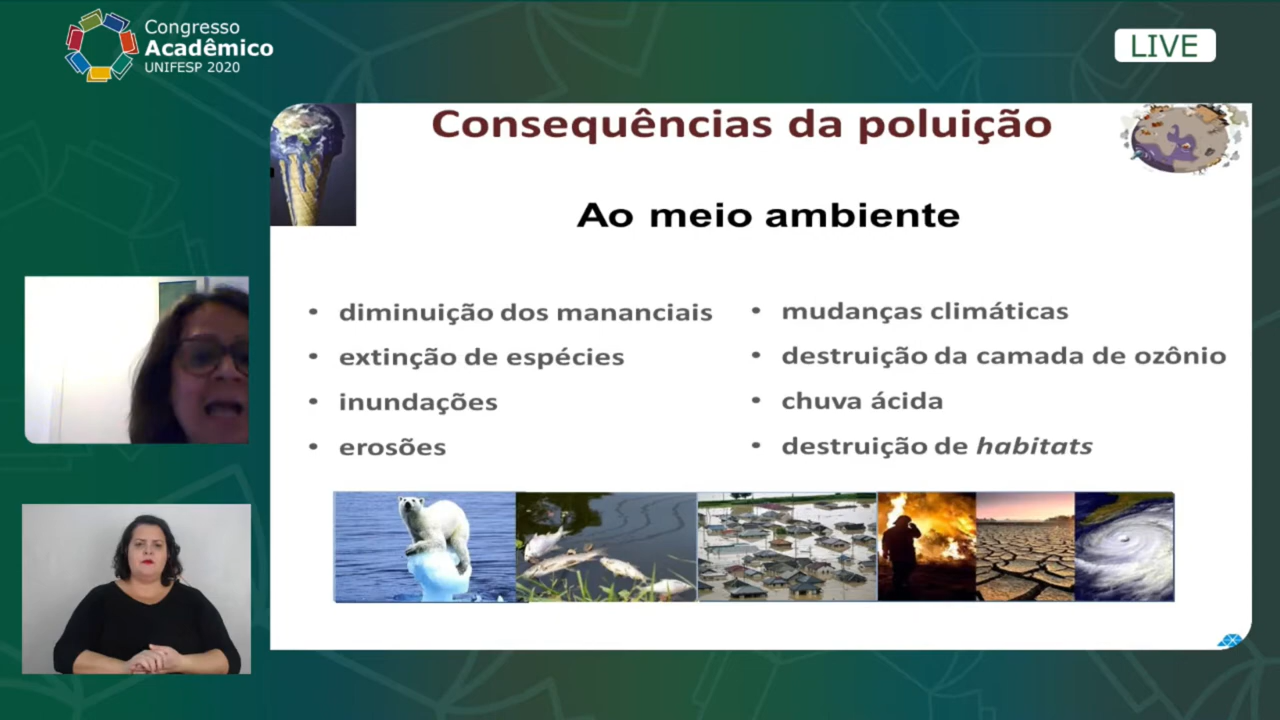 Congresso
Acadêmico
UNIFESP 2020
LIVE
Consequências da poluição
Ao meio ambiente
• diminuição dos mananciais
• extinção de espécies
• inundações
• erosões
• mudanças climáticas
• destruição da camada de ozônio
• chuva ácida
• destruição de habitats